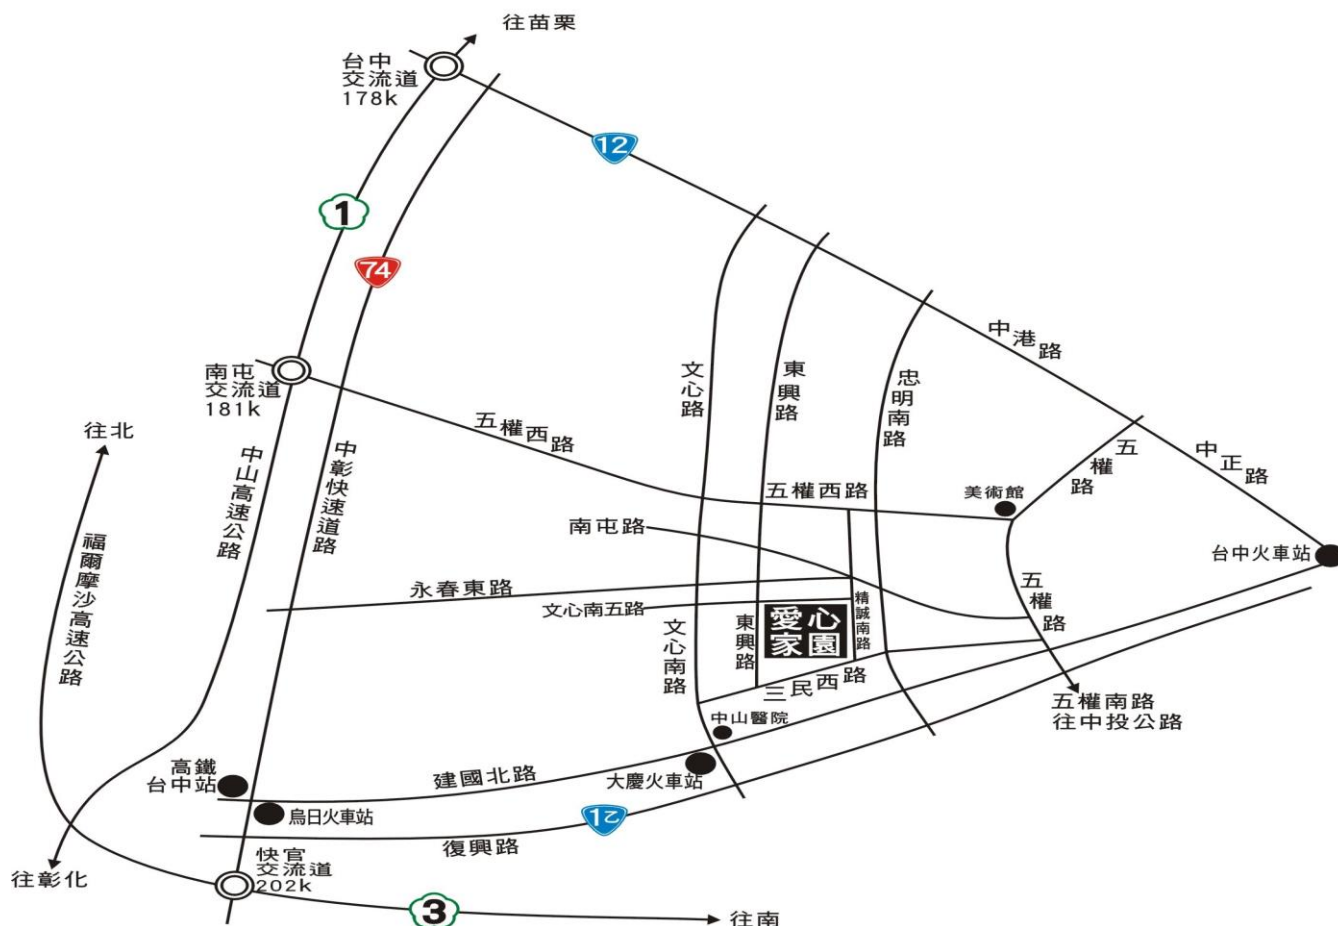 往苗栗
台中
交流道
178k
12
1
74
中港路
文心路
東興路
忠明南路
南屯
交流道
181k
五權西路
往北
中山高速公路
中彰快速道路
五權路
中正路
五權西路
美術館
南屯路
台中火車站
福爾摩沙高速公路
永春東路
文心南五路
愛心
家園
精誠南路
五權路
東興路
文心南路
三民西路
五權南路
往中投公路
中山醫院
高鐵
台中站
建國北路
大慶火車站
烏日火車站
1乙
復興路
快官
交流道
202k
往彰化
3
往南